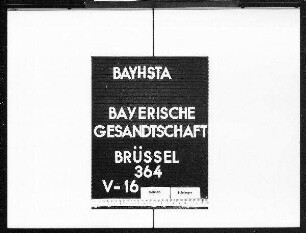 BAYHSTA
BAYERISCHE
GESANDTSCHAFT
BRÜSSEL
364
V-16